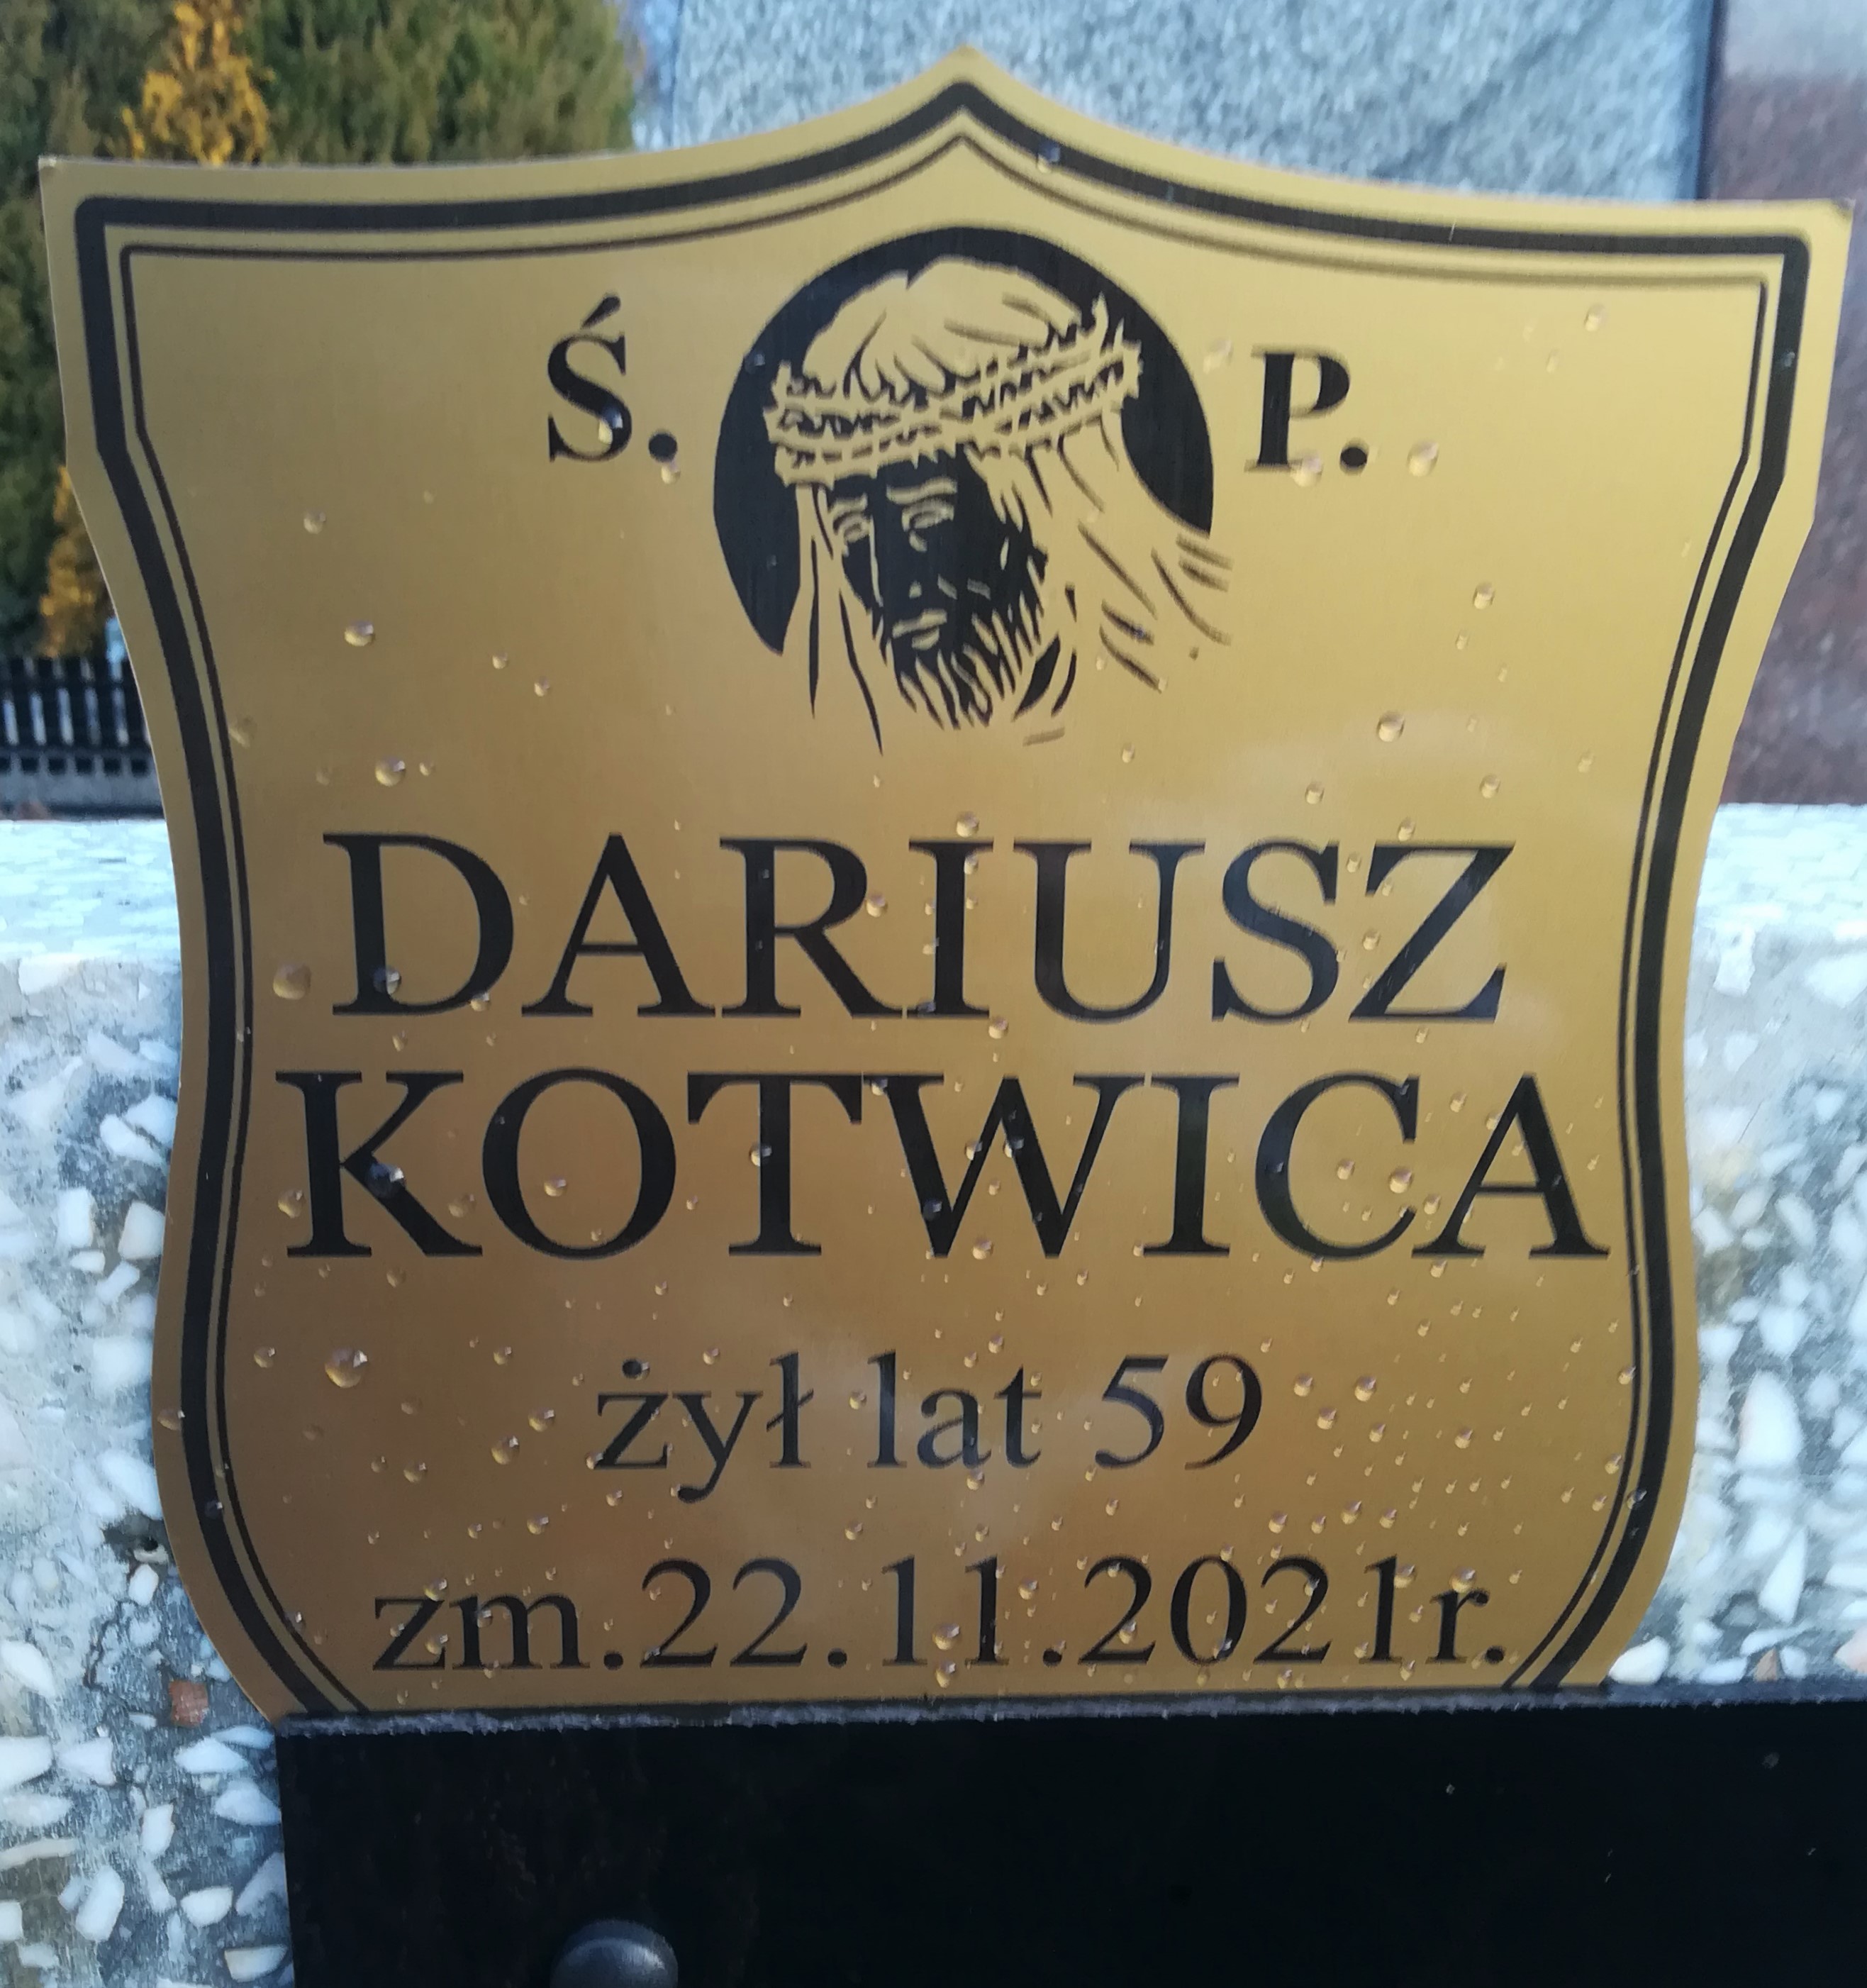 Ś. P.
DARIUSZ
KOTWICA
żył lat 59
zm.22.11.2021r.